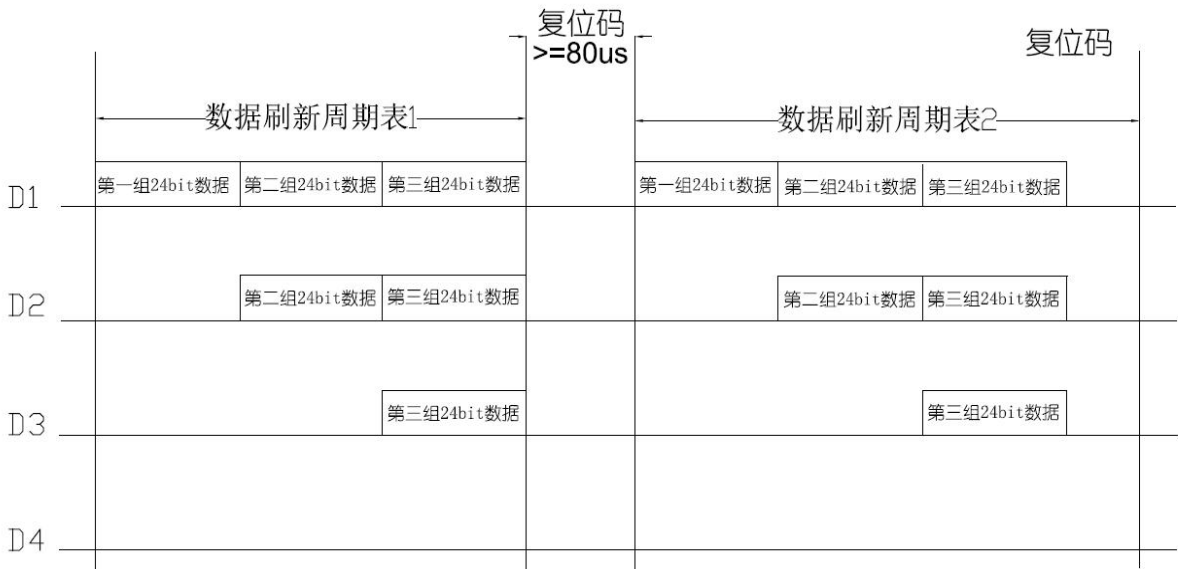 复位码
>=80us
复位码
数据刷新周期表1
数据刷新周期表2
D1
第一组24bit数据
第二组24bit数据
第三组24bit数据
第一组24bit数据
第二组24bit数据
第三组24bit数据
D2
第二组24bit数据
第三组24bit数据
第二组24bit数据
第三组24bit数据
D3
第三组24bit数据
第三组24bit数据
D4